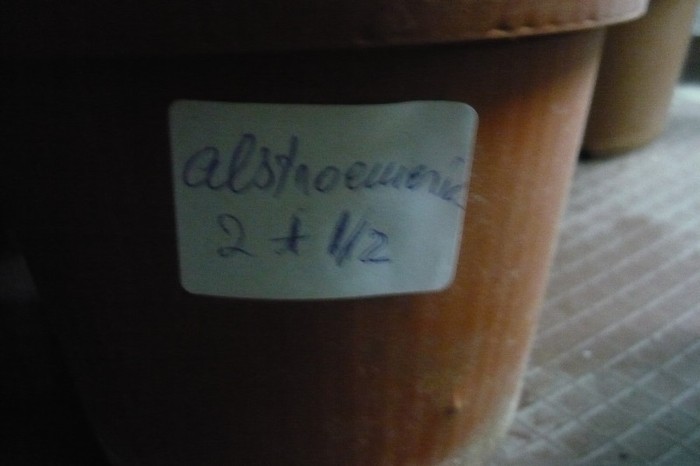 alstroemeria
2 + 1/2